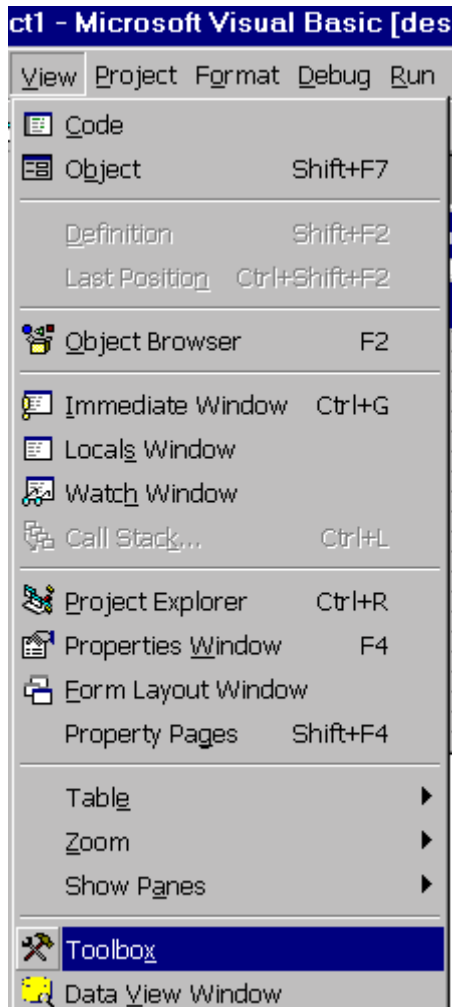 ct1 - Microsoft Visual Basic [des
View Project Format Debug Run
Code
Object Shift+F7
Definition Shift+F2
Last Position Ctrl+Shift+F2
Object Browser F2
Immediate Window Ctrl+G
Locals Window
Watch Window
Call Stack... Ctrl+L
Project Explorer Ctrl+R
Properties Window F4
Form Layout Window
Property Pages Shift+F4
Table
Zoom
Show Panes
Toolbox
Data View Window